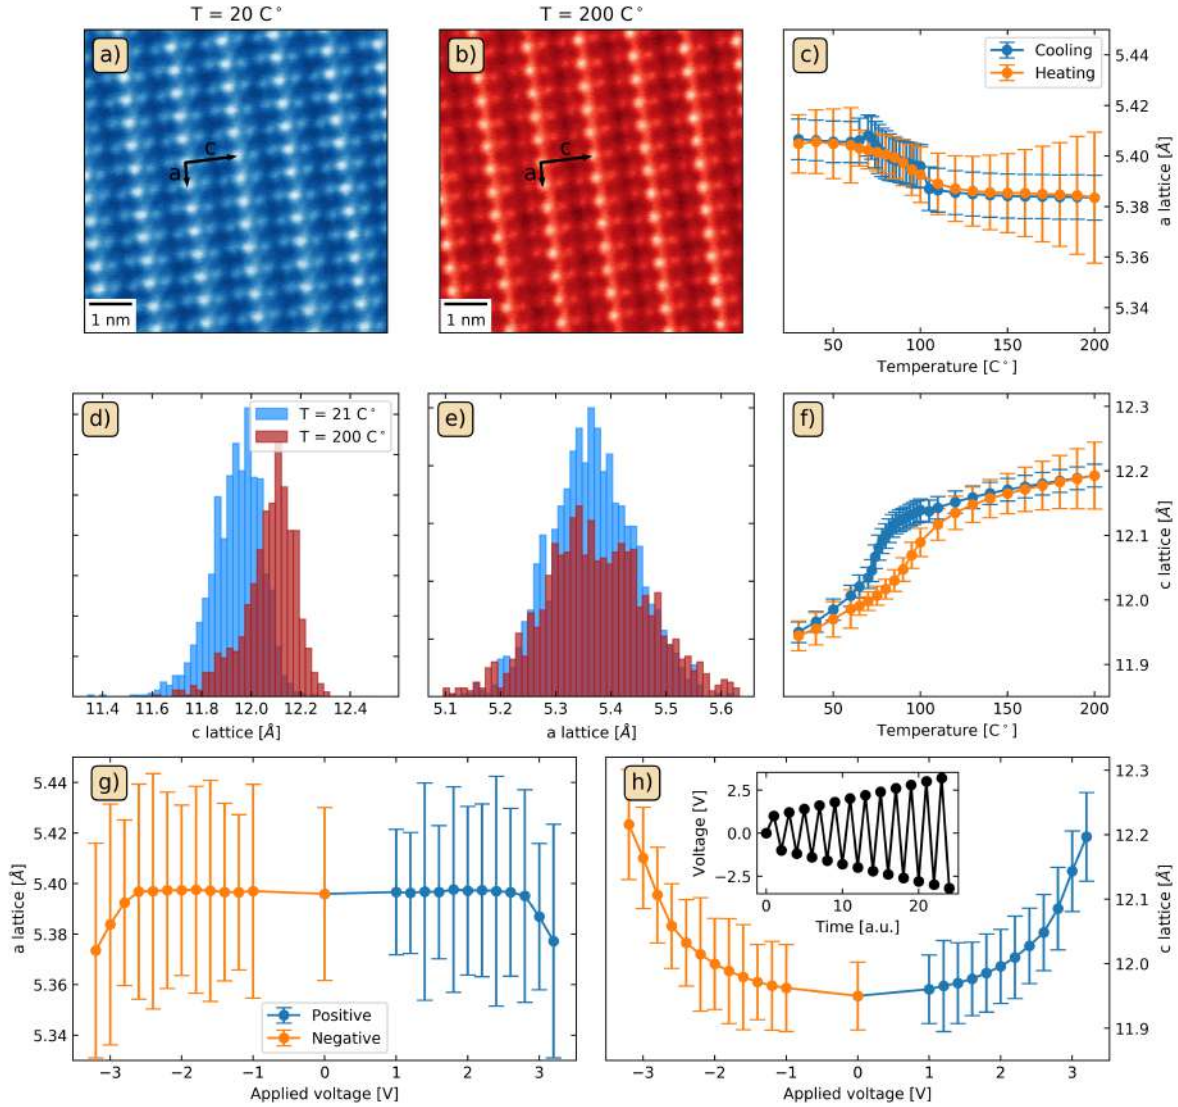 T = 20 C°
T = 200 C°
a)
c
a
1 nm
b)
c
a
1 nm
c)
Cooling
Heating
5.44
5.42
5.40
5.38
5.36
5.34
a lattice [Å]
50
100
150
200
Temperature [C°]
d)
T = 21 C°
T = 200 C°
11.4
11.6
11.8
12.0
12.2
12.4
c lattice [Å]
e)
5.1
5.2
5.3
5.4
5.5
5.6
a lattice [Å]
f)
12.3
12.2
12.1
12.0
11.9
c lattice [Å]
50
100
150
200
Temperature [C°]
g)
5.44
5.42
5.40
5.38
5.36
5.34
a lattice [Å]
Positive
Negative
−3
−2
−1
0
1
2
3
Applied voltage [V]
h)
2.5
0.0
−2.5
Voltage [V]
0
10
20
Time [a.u.]
12.3
12.2
12.1
12.0
11.9
c lattice [Å]
−3
−2
−1
0
1
2
3
Applied voltage [V]